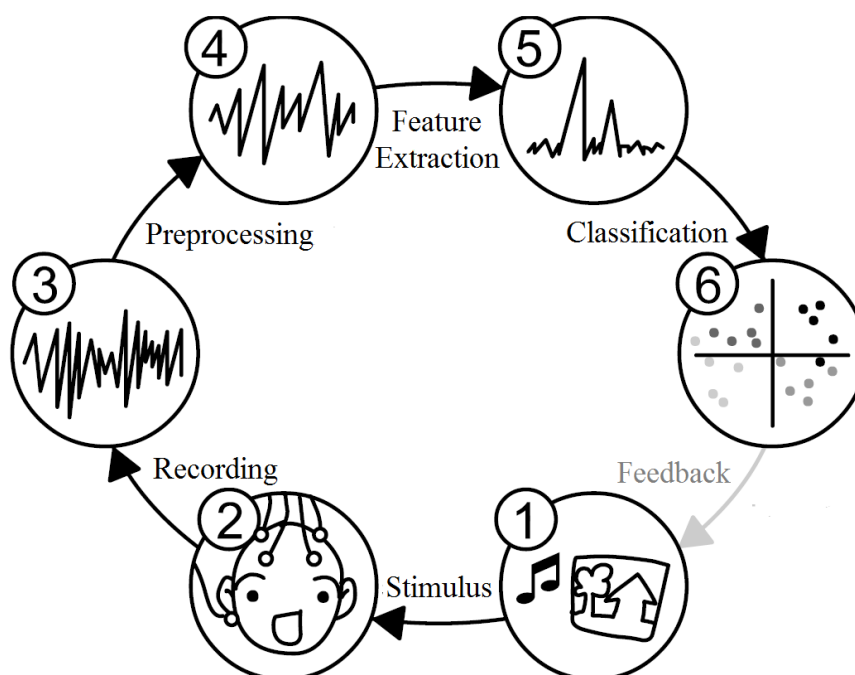 4
5
Feature
Extraction
Preprocessing
Classification
3
6
Recording
Feedback
2
1
Stimulus